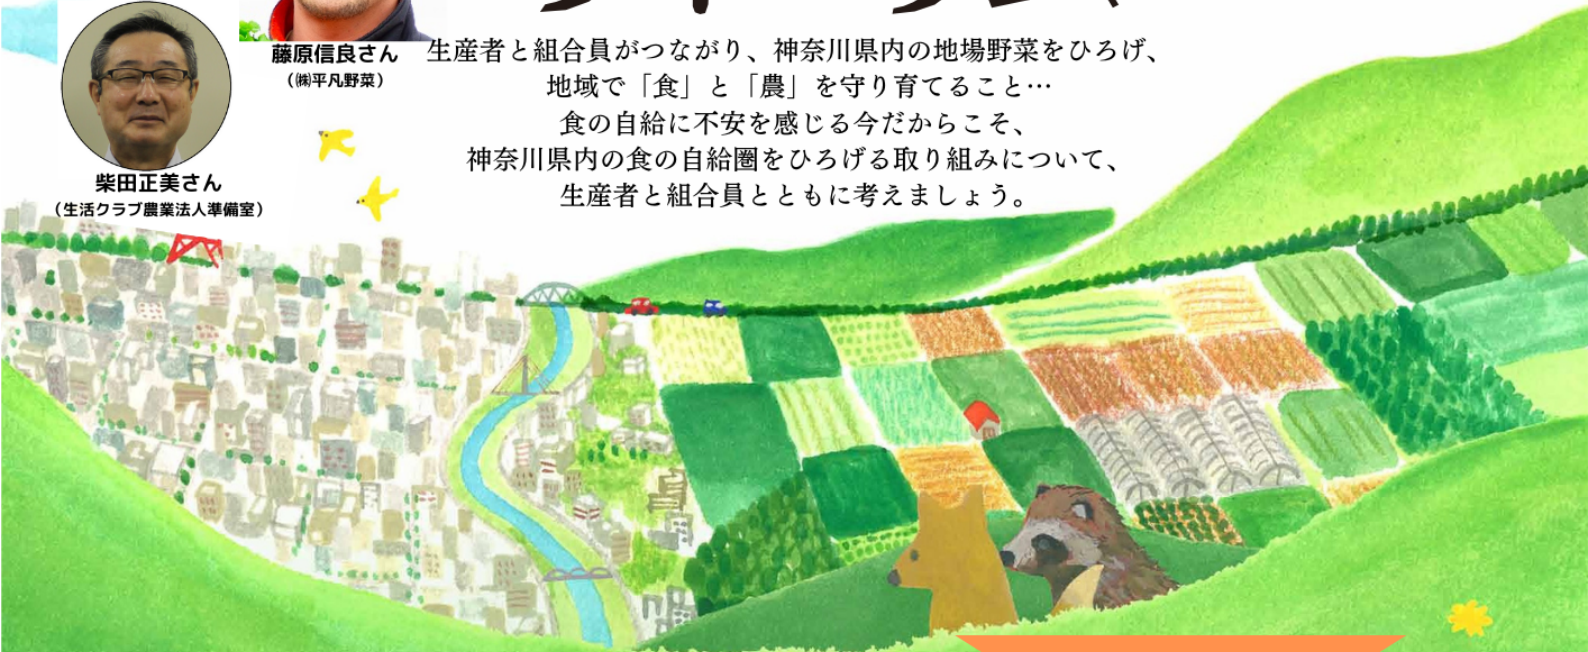 藤原信良さん
(㈱平凡野菜)
柴田正美さん
(生活クラブ農業法人準備室)
生産者と組合員がつながり、神奈川県内の地場野菜をひろげ、
地域で「食」と「農」を守り育てること…
食の自給に不安を感じる今だからこそ、
神奈川県内の食の自給圏をひろげる取り組みについて、
生産者と組合員とともに考えましょう。